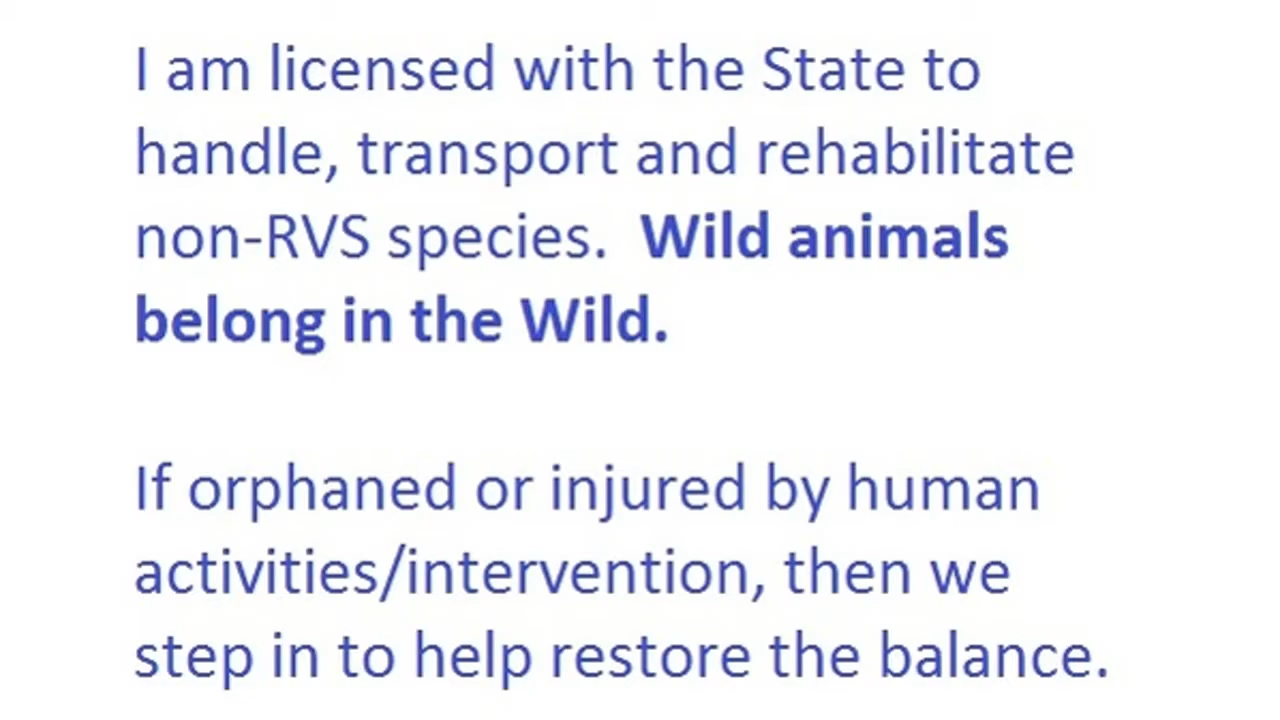 I am licensed with the State to
handle, transport and rehabilitate
non-RVS species.  Wild animals
belong in the Wild.
If orphaned or injured by human
activities/intervention, then we
step in to help restore the balance.